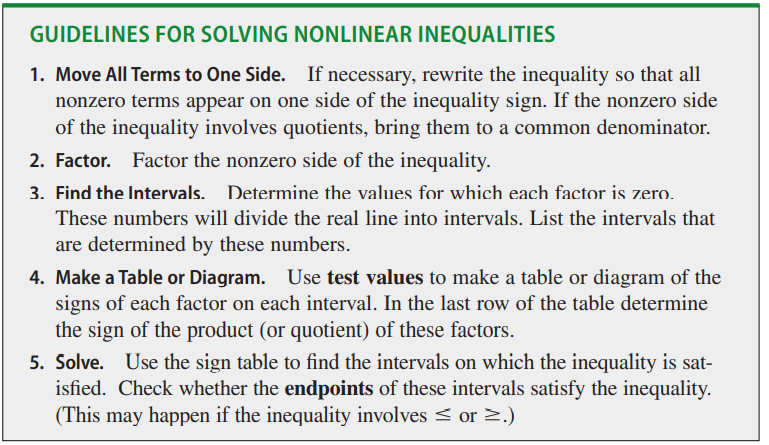 GUIDELINES FOR SOLVING NONLINEAR INEQUALITIES
1. Move All Terms to One Side. If necessary, rewrite the inequality so that all
nonzero terms appear on one side of the inequality sign. If the nonzero side
of the inequality involves quotients, bring them to a common denominator.
2. Factor. Factor the nonzero side of the inequality.
3. Find the Intervals. Determine the values for which each factor is zero.
These numbers will divide the real line into intervals. List the intervals that
are determined by these numbers.
4. Make a Table or Diagram. Use test values to make a table or diagram of the
signs of each factor on each interval. In the last row of the table determine
the sign of the product (or quotient) of these factors.
5. Solve. Use the sign table to find the intervals on which the inequality is sat-
isfied. Check whether the endpoints of these intervals satisfy the inequality.
(This may happen if the inequality involves ≤ or ≥.)